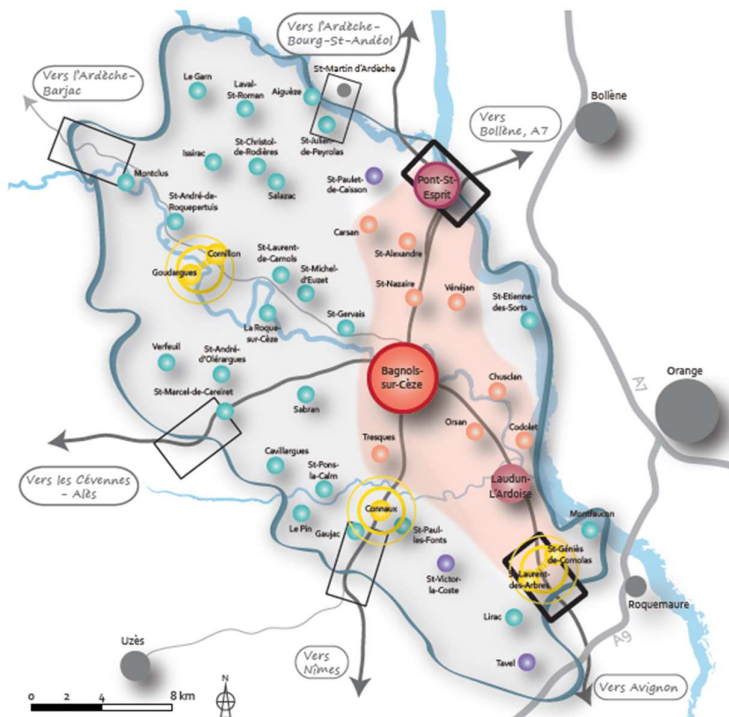 Vers l'Ardèche-
Bourg-St-Andéol
Vers l'Ardèche-
Barjac
St-Martin d'Ardèche
Le Garn
Laval-
St-Roman
Aiguèze
Bollène
Vers
Bollène, A7
Issirac
St-Christol-
de-Rodières
St-Julien-
de-Peyrolas
Montclus
Salazac
St-Paulet-
de-Caisson
Pont-St-
Esprit
St-André-de-
Roquepertuis
Carsan
St-Alexandre
Cornillon
Goudargues
St-Laurent-
de-Carnols
St-Michel-
d'Euzet
St-Nazaire
Vénéjan
St-Etienne-
des-Sorts
La Roque-
sur-Cèze
St-Gervais
Verfeuil
St-André-
d'Olérargues
Bagnols-
sur-Cèze
St-Marcel-de-Careiret
Sabran
Chusclan
A7
Orange
Orsan
Codolet
Tresques
Vers les Cévennes
- Alès
Cavillargues
St-Pons-
la-Calm
Laudun-
L'Ardoise
Connaux
Le Pin
Gaujac
St-Paul-
les-Fonts
Montfaucon
St-Géniès
de-Comolas
St-Laurent-
des-Arbres
St-Victor-
la-Coste
Roquemaure
Lirac
A9
Uzès
Tavel
Vers
Nîmes
Vers Avignon
N
0 2 4 8 km